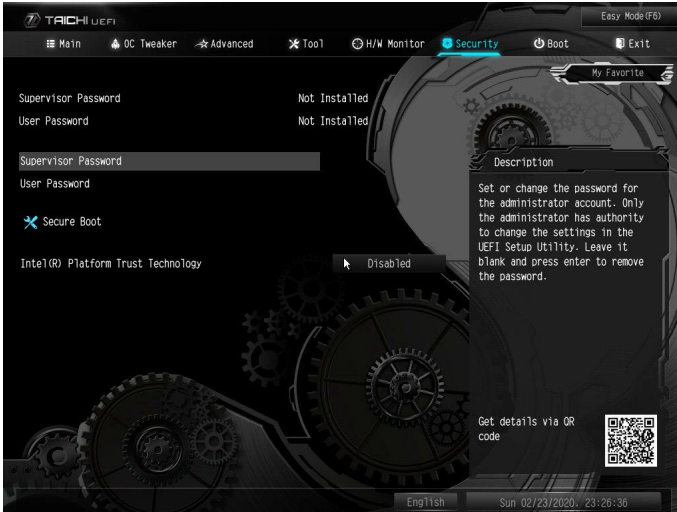 TAICHI UEFI
Easy Mode(F6)
Main OC Tweaker Advanced Tool H/W Monitor Security Boot Exit
My Favorite
Supervisor Password Not Installed
User Password Not Installed
Supervisor Password
User Password
Secure Boot
Intel(R) Platform Trust Technology Disabled
Description
Set or change the password for
the administrator account. Only
the administrator has authority
to change the settings in the
UEFI Setup Utility. Leave it
blank and press enter to remove
the password.
Get details via QR
code
English Sun 02/23/2020. 23:26:36